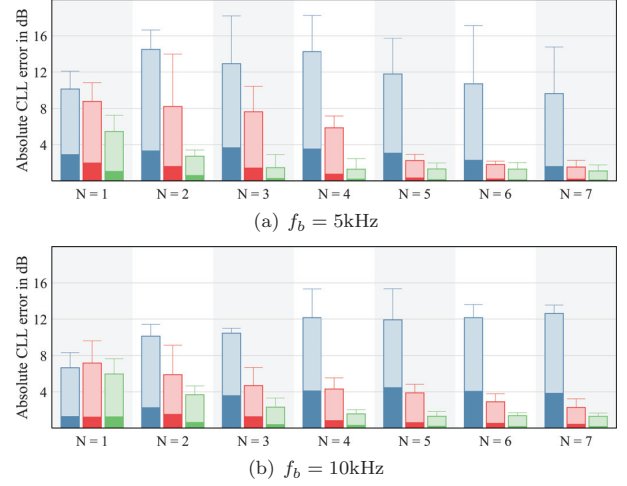 Absolute CLL error in dB
16
12
8
4
N = 1 N = 2 N = 3 N = 4 N = 5 N = 6 N = 7
(a) f_b = 5kHz
Absolute CLL error in dB
16
12
8
4
N = 1 N = 2 N = 3 N = 4 N = 5 N = 6 N = 7
(b) f_b = 10kHz